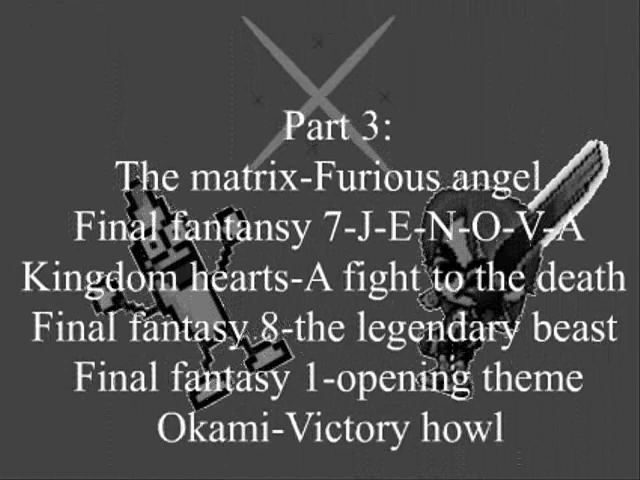 Part 3:
The matrix-Furious angel
Final fantansy 7-J-E-N-O-V-A
Kingdom hearts-A fight to the death
Final fantasy 8-the legendary beast
Final fantasy 1-opening theme
Okami-Victory howl